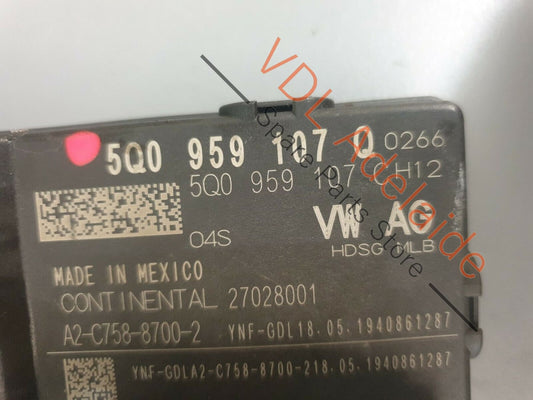 5Q0 959 107 Q 0266
5Q0 959 107 H12
VW AG
04S
HDSG MLB
MADE IN MEXICO
CONTINENTAL 27028001
A2-C758-8700-2 YNF-GDL18.05.1940861287
YNF-GDLA2-C758-8700-218.05.1940861287
VDL Adelaide
Spare Parts Store